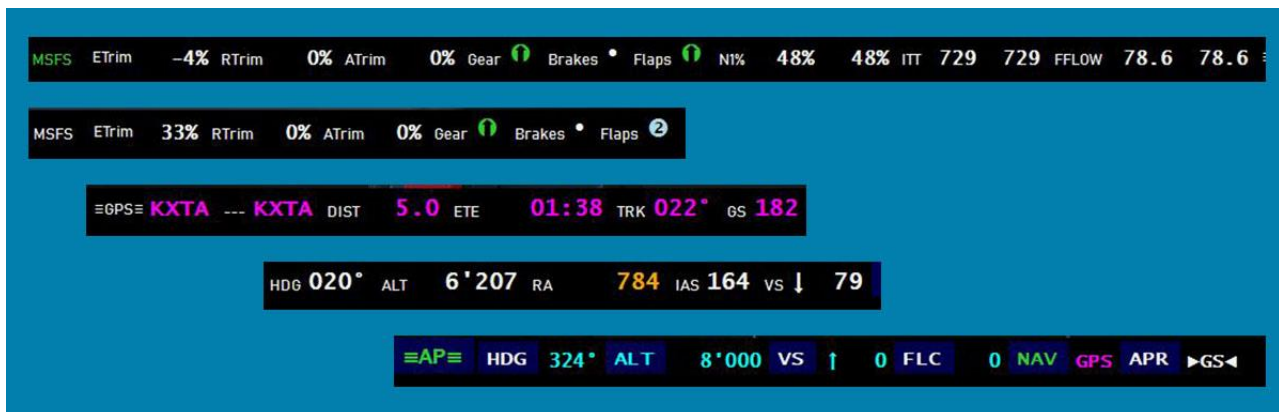 MSFS ETrim -4% RTrim 0% ATrim 0% Gear Brakes Flaps N1% 48% 48% ITT 729 729 FFLOW 78.6 78.6
MSFS ETrim 33% RTrim 0% ATrim 0% Gear Brakes Flaps 2
≡GPS≡ KXTA --- KXTA DIST 5.0 ETE 01:38 TRK 022° GS 182
HDG 020° ALT 6'207 RA 784 IAS 164 VS ↓ 79
≡AP≡ HDG 324° ALT 8'000 VS ↑ 0 FLC 0 NAV GPS APR ►GS◄